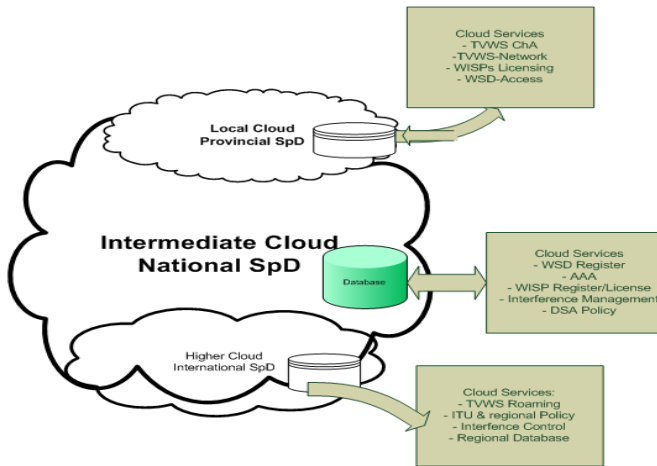 Cloud Services
- TVWS ChA
-TVWS-Network
- WISPs Licensing
- WSD-Access
Local Cloud
Provincial SpD
Intermediate Cloud
National SpD
Database
Cloud Services
- WSD Register
- AAA
- WISP Register/License
- Interference Management
- DSA Policy
Higher Cloud
International SpD
Cloud Services:
- TVWS Roaming
- ITU & regional Policy
- Interfence Control
- Regional Database